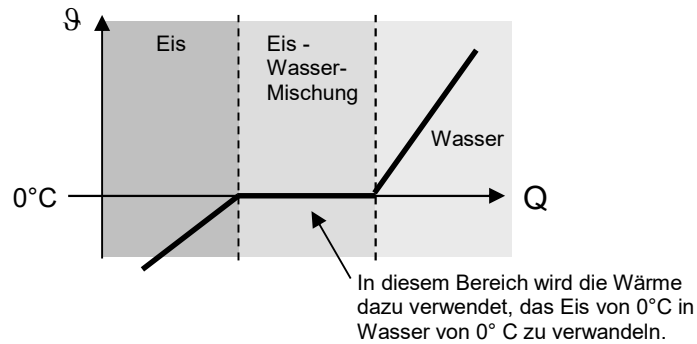 ϑ
Eis
Eis -
Wasser-
Mischung
Wasser
0°C
Q
In diesem Bereich wird die Wärme
dazu verwendet, das Eis von 0°C in
Wasser von 0° C zu verwandeln.